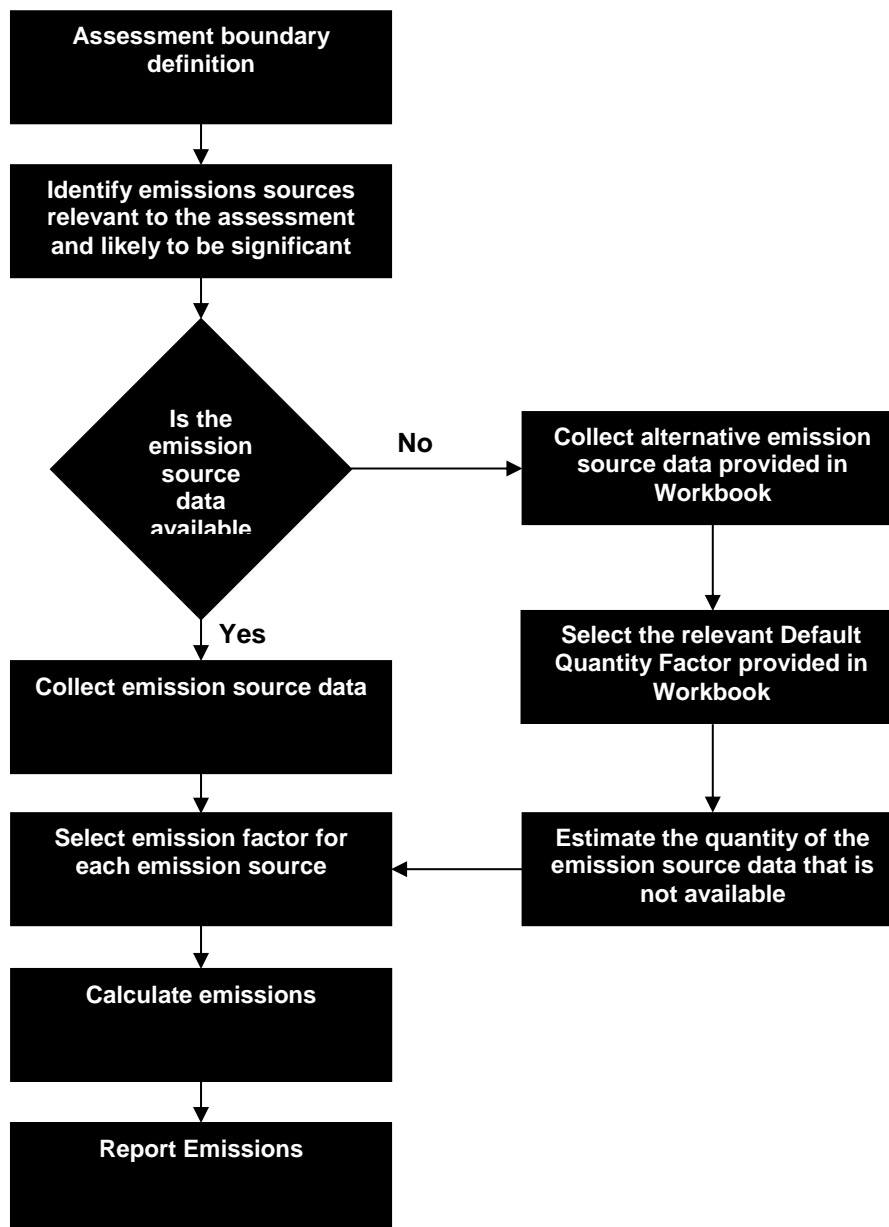 Assessment boundary
definition
Identify emissions sources
relevant to the assessment
and likely to be significant
Is the
emission
source
data
available
No
Collect alternative emission
source data provided in
Workbook
Yes
Select the relevant Default
Quantity Factor provided in
Workbook
Collect emission source data
Estimate the quantity of the
emission source data that is
not available
Select emission factor for
each emission source
Calculate emissions
Report Emissions